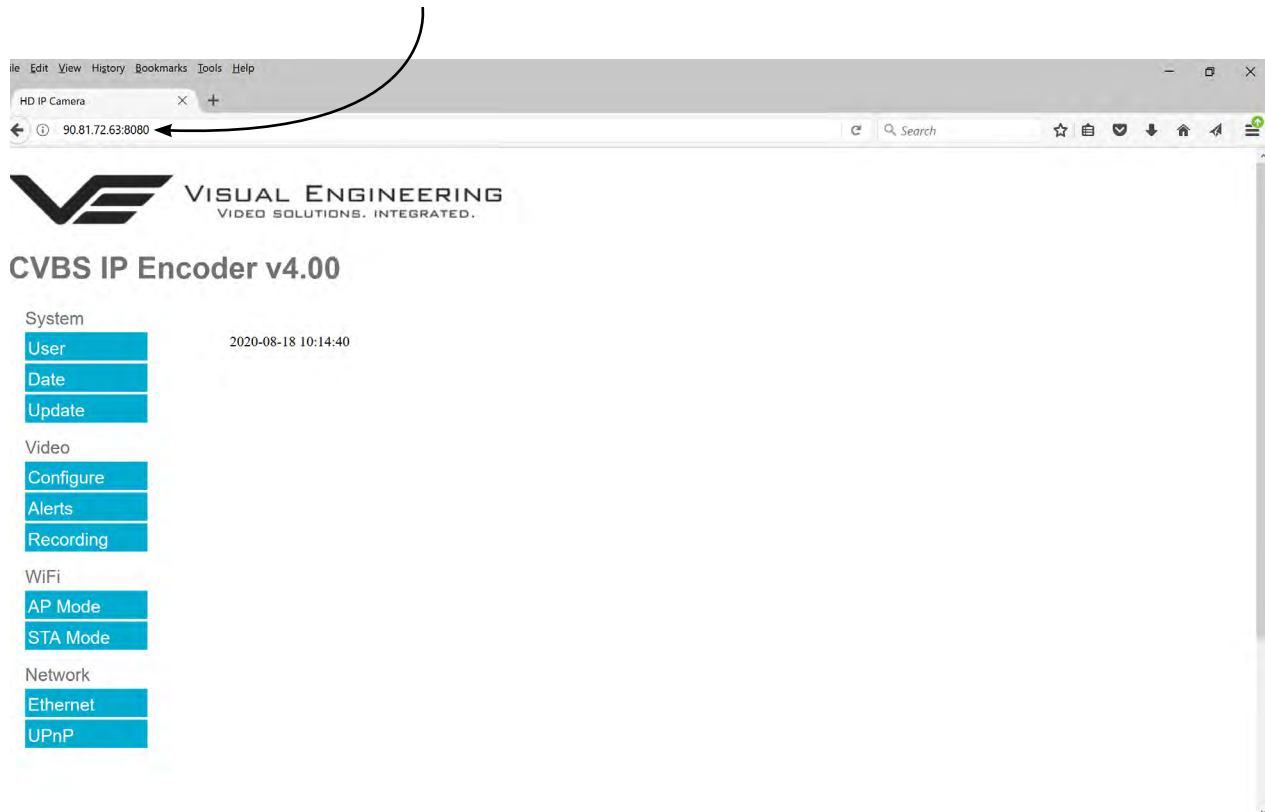 ile Edit View History Bookmarks Tools Help
HD IP Camera
90.81.72.63:8080
Search
VISUAL ENGINEERING
VIDEO SOLUTIONS. INTEGRATED.
CVBS IP Encoder v4.00
System
User
2020-08-18 10:14:40
Date
Update
Video
Configure
Alerts
Recording
WiFi
AP Mode
STA Mode
Network
Ethernet
UPnP